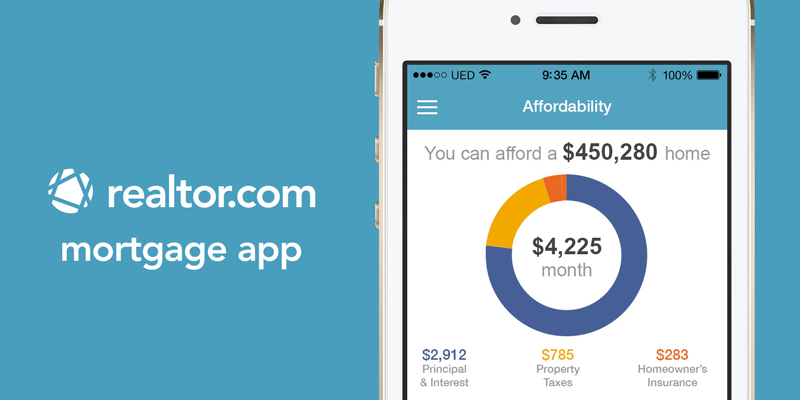 realtor.com
mortgage app
UED 9:35 AM 100%
Affordability
You can afford a $450,280 home
$4,225
month
$2,912 $785 $283
Principal Property Homeowner's
& Interest Taxes Insurance